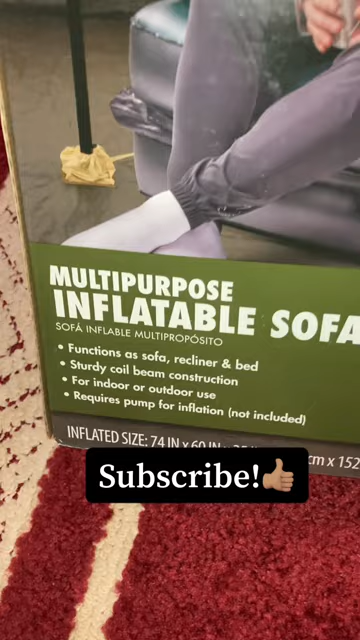 MULTIPURPOSE
INFLATABLE SOFA
SOFÁ INFLABLE MULTIPROPÓSITO
• Functions as sofa, recliner & bed
• Sturdy coil beam construction
• For indoor or outdoor use
• Requires pump for inflation (not included)
INFLATED SIZE: 74 IN x 60 IN cm x 152
Subscribe!👍🏽